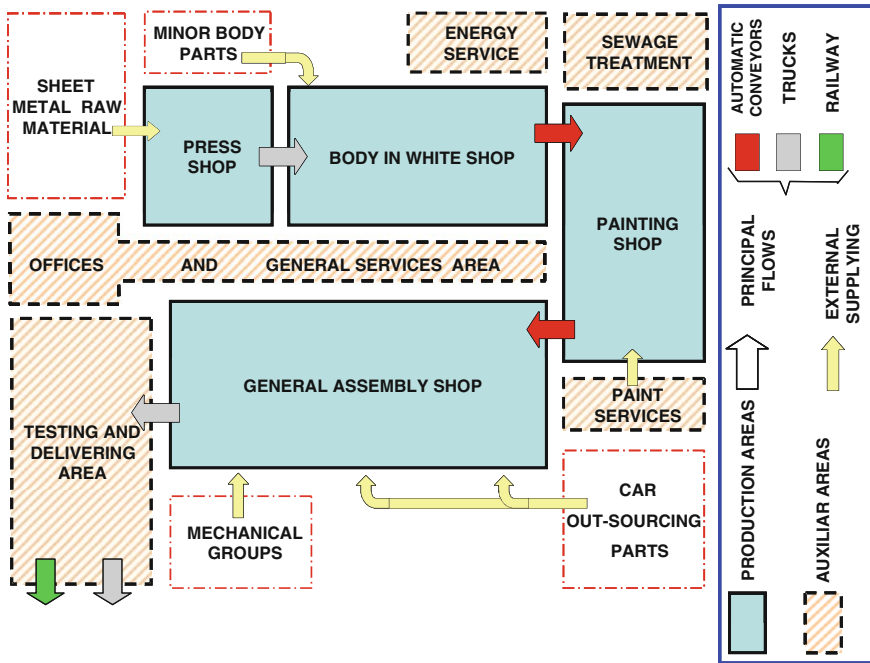 MINOR BODY
PARTS
ENERGY
SERVICE
SEWAGE
TREATMENT
SHEET
METAL RAW
MATERIAL
PRESS
SHOP
BODY IN WHITE SHOP
PAINTING
SHOP
OFFICES AND GENERAL SERVICES AREA
GENERAL ASSEMBLY SHOP
PAINT
SERVICES
TESTING AND
DELIVERING
AREA
MECHANICAL
GROUPS
CAR
OUT-SOURCING
PARTS
AUTOMATIC
CONVEYORS
TRUCKS
RAILWAY
PRINCIPAL
FLOWS
EXTERNAL
SUPPLYING
PRODUCTION AREAS
AUXILIAR AREAS